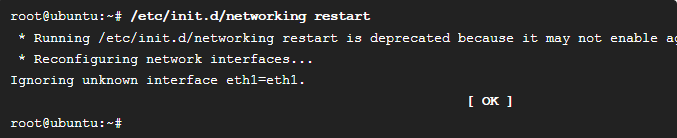 root@ubuntu:~# /etc/init.d/networking restart
* Running /etc/init.d/networking restart is deprecated because it may not enable
* Reconfiguring network interfaces...
Ignoring unknown interface eth1=eth1.
[ OK ]
root@ubuntu:~#